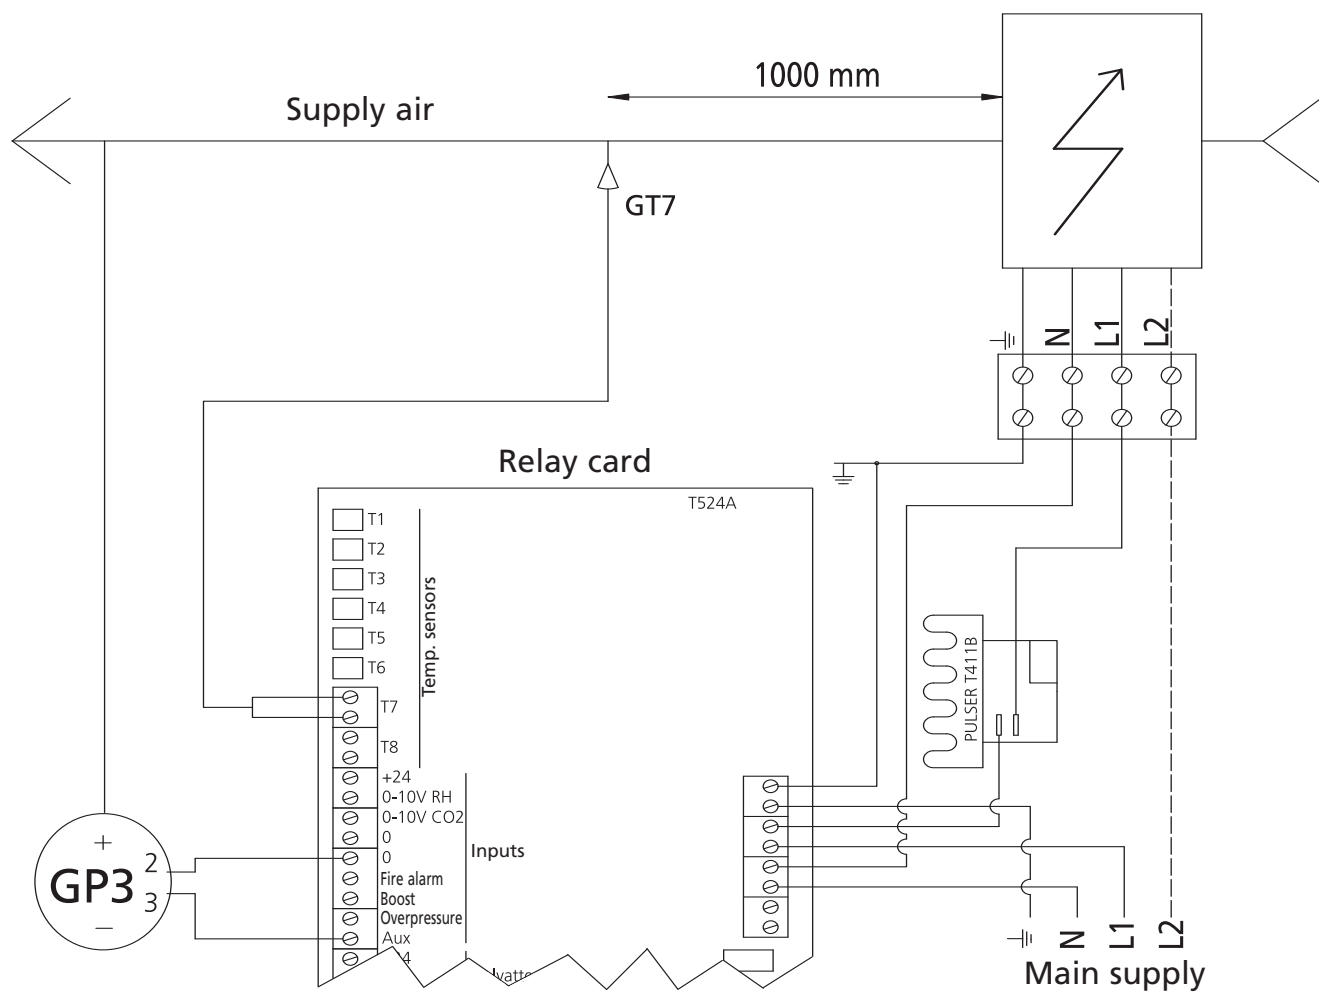 1000 mm
Supply air
GT7
N
L1
L2
Relay card
T524A
T1
T2
T3
T4
T5
T6
T7
T8
Temp. sensors
+24
0-10V RH
0-10V CO2
0
0
Fire alarm
Boost
Overpressure
Aux
Inputs
PULSER T411B
+
GP3
2
3
−
N
L1
L2
Main supply